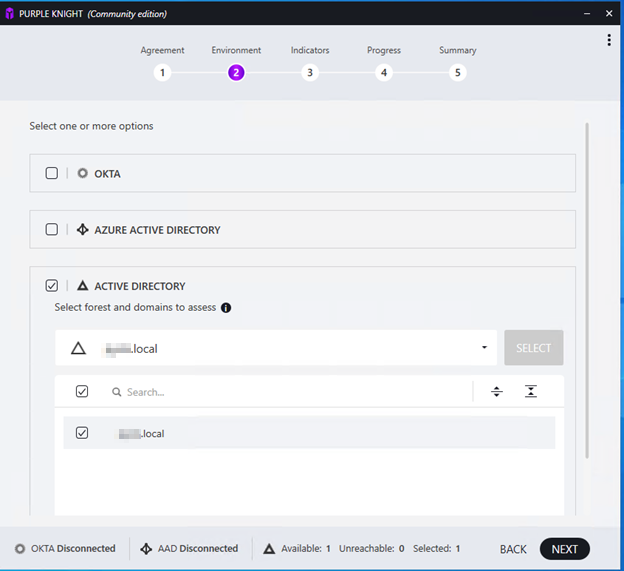 PURPLE KNIGHT (Community edition)
Agreement Environment Indicators Progress Summary
1 2 3 4 5
Select one or more options
OKTA
AZURE ACTIVE DIRECTORY
ACTIVE DIRECTORY
Select forest and domains to assess
.local
SELECT
Search...
.local
OKTA Disconnected AAD Disconnected Available: 1 Unreachable: 0 Selected: 1 BACK NEXT